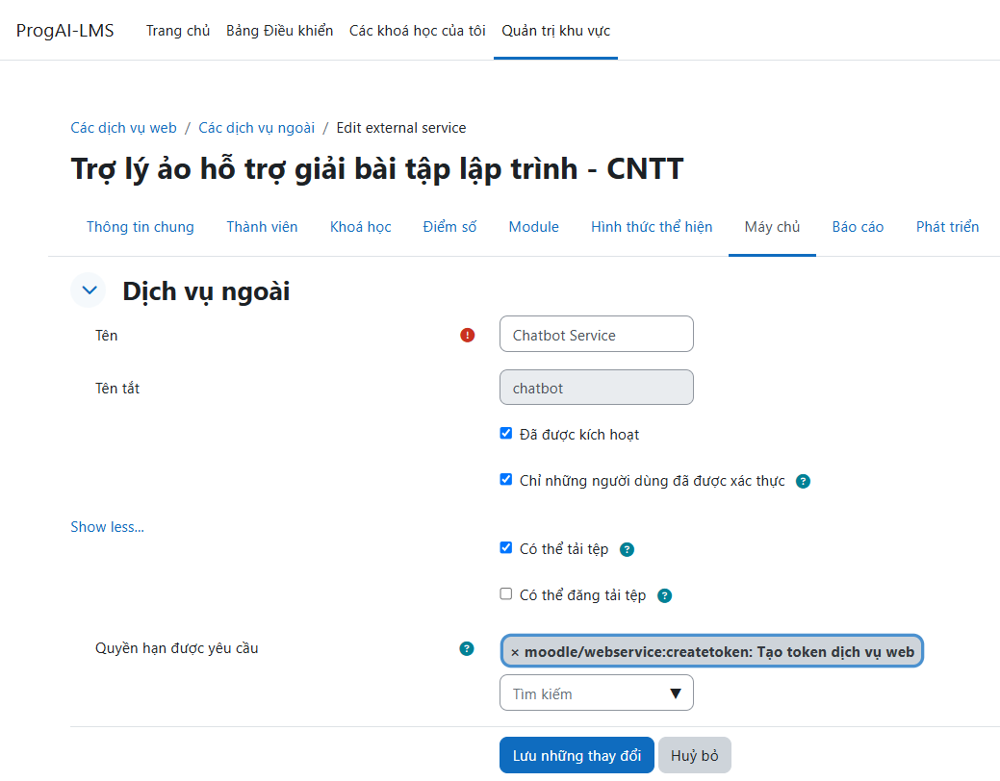 ProgAI-LMS Trang chủ Bảng Điều khiển Các khoá học của tôi Quản trị khu vực
Các dịch vụ web / Các dịch vụ ngoài / Edit external service
Trợ lý ảo hỗ trợ giải bài tập lập trình - CNTT
Thông tin chung Thành viên Khoá học Điểm số Module Hình thức thể hiện Máy chủ Báo cáo Phát triển
Dịch vụ ngoài
Tên ! Chatbot Service
Tên tắt chatbot
Đã được kích hoạt
Chỉ những người dùng đã được xác thực ?
Show less...
Có thể tải tệp ?
Có thể đăng tải tệp ?
Quyền hạn được yêu cầu ? × moodle/webservice:createtoken: Tạo token dịch vụ web
Tìm kiếm ▼
Lưu những thay đổi Huỷ bỏ